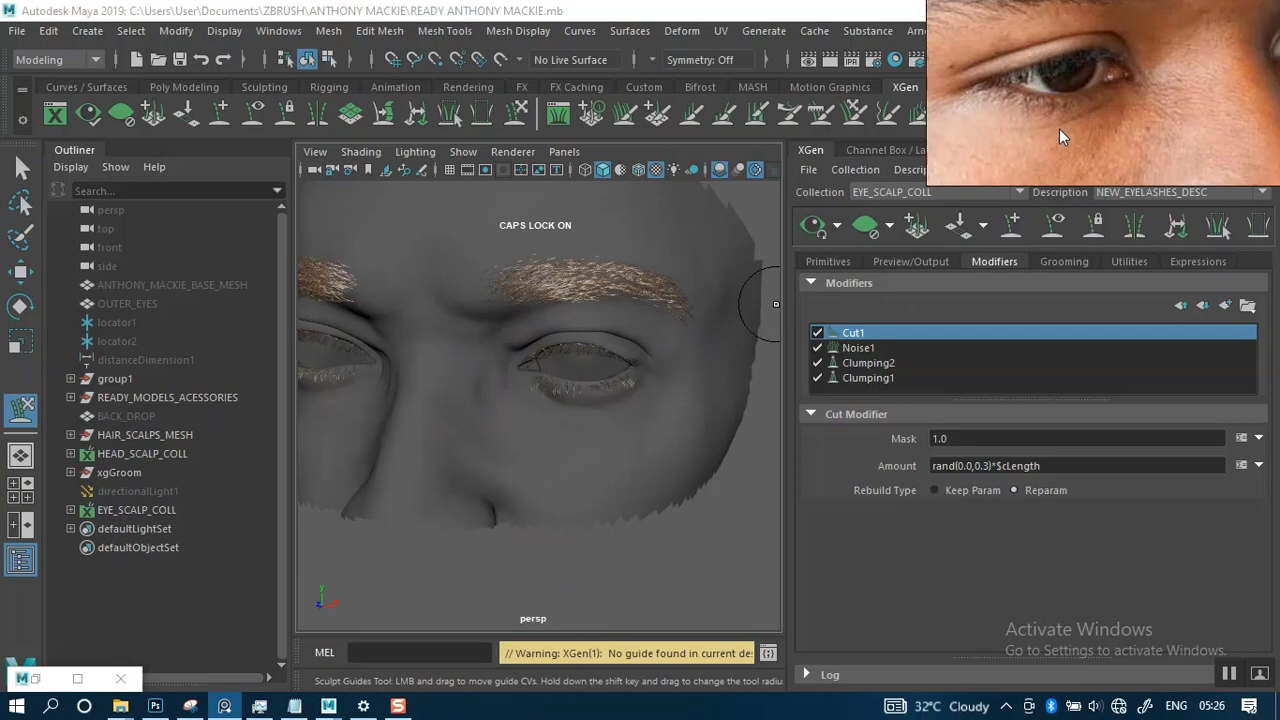 Autodesk Maya 2019: C:\Users\User\Documents\ZBRUSH\ANTHONY MACKIE\READY ANTHONY MACKIE.mb
File Edit Create Select Modify Display Windows Mesh Edit Mesh Mesh Tools Mesh Display Curves Surfaces Deform UV Generate Cache Substance
Modeling No Live Surface Symmetry: Off
Curves / Surfaces Poly Modeling Sculpting Rigging Animation Rendering FX FX Caching Custom Bifrost MASH Motion Graphics XGen
Outliner
Display Show Help
Search...
persp
top
front
side
ANTHONY_MACKIE_BASE_MESH
OUTER_EYES
locator1
locator2
distanceDimension1
group1
READY_MODELS_ACESSORIES
BACK_DROP
HAIR_SCALPS_MESH
HEAD_SCALP_COLL
xgGroom
directionalLight1
EYE_SCALP_COLL
defaultLightSet
defaultObjectSet
View Shading Lighting Show Renderer Panels
CAPS LOCK ON
persp
XGen Channel Box / La
File Collection Descrip
Collection EYE_SCALP_COLL Description NEW_EYELASHES_DESC
Primitives Preview/Output Modifiers Grooming Utilities Expressions
Modifiers
Cut1
Noise1
Clumping2
Clumping1
Cut Modifier
Mask 1.0
Amount rand(0.0,0.3)*$cLength
Rebuild Type Keep Param Reparam
Activate Windows
Go to Settings to activate Windows.
Log
MEL // Warning: XGen(1): No guide found in current de
Sculpt Guides Tool: LMB and drag to move guide CVs. Hold down the shift key and drag to change the tool radiu
32°C Cloudy ENG 05:26